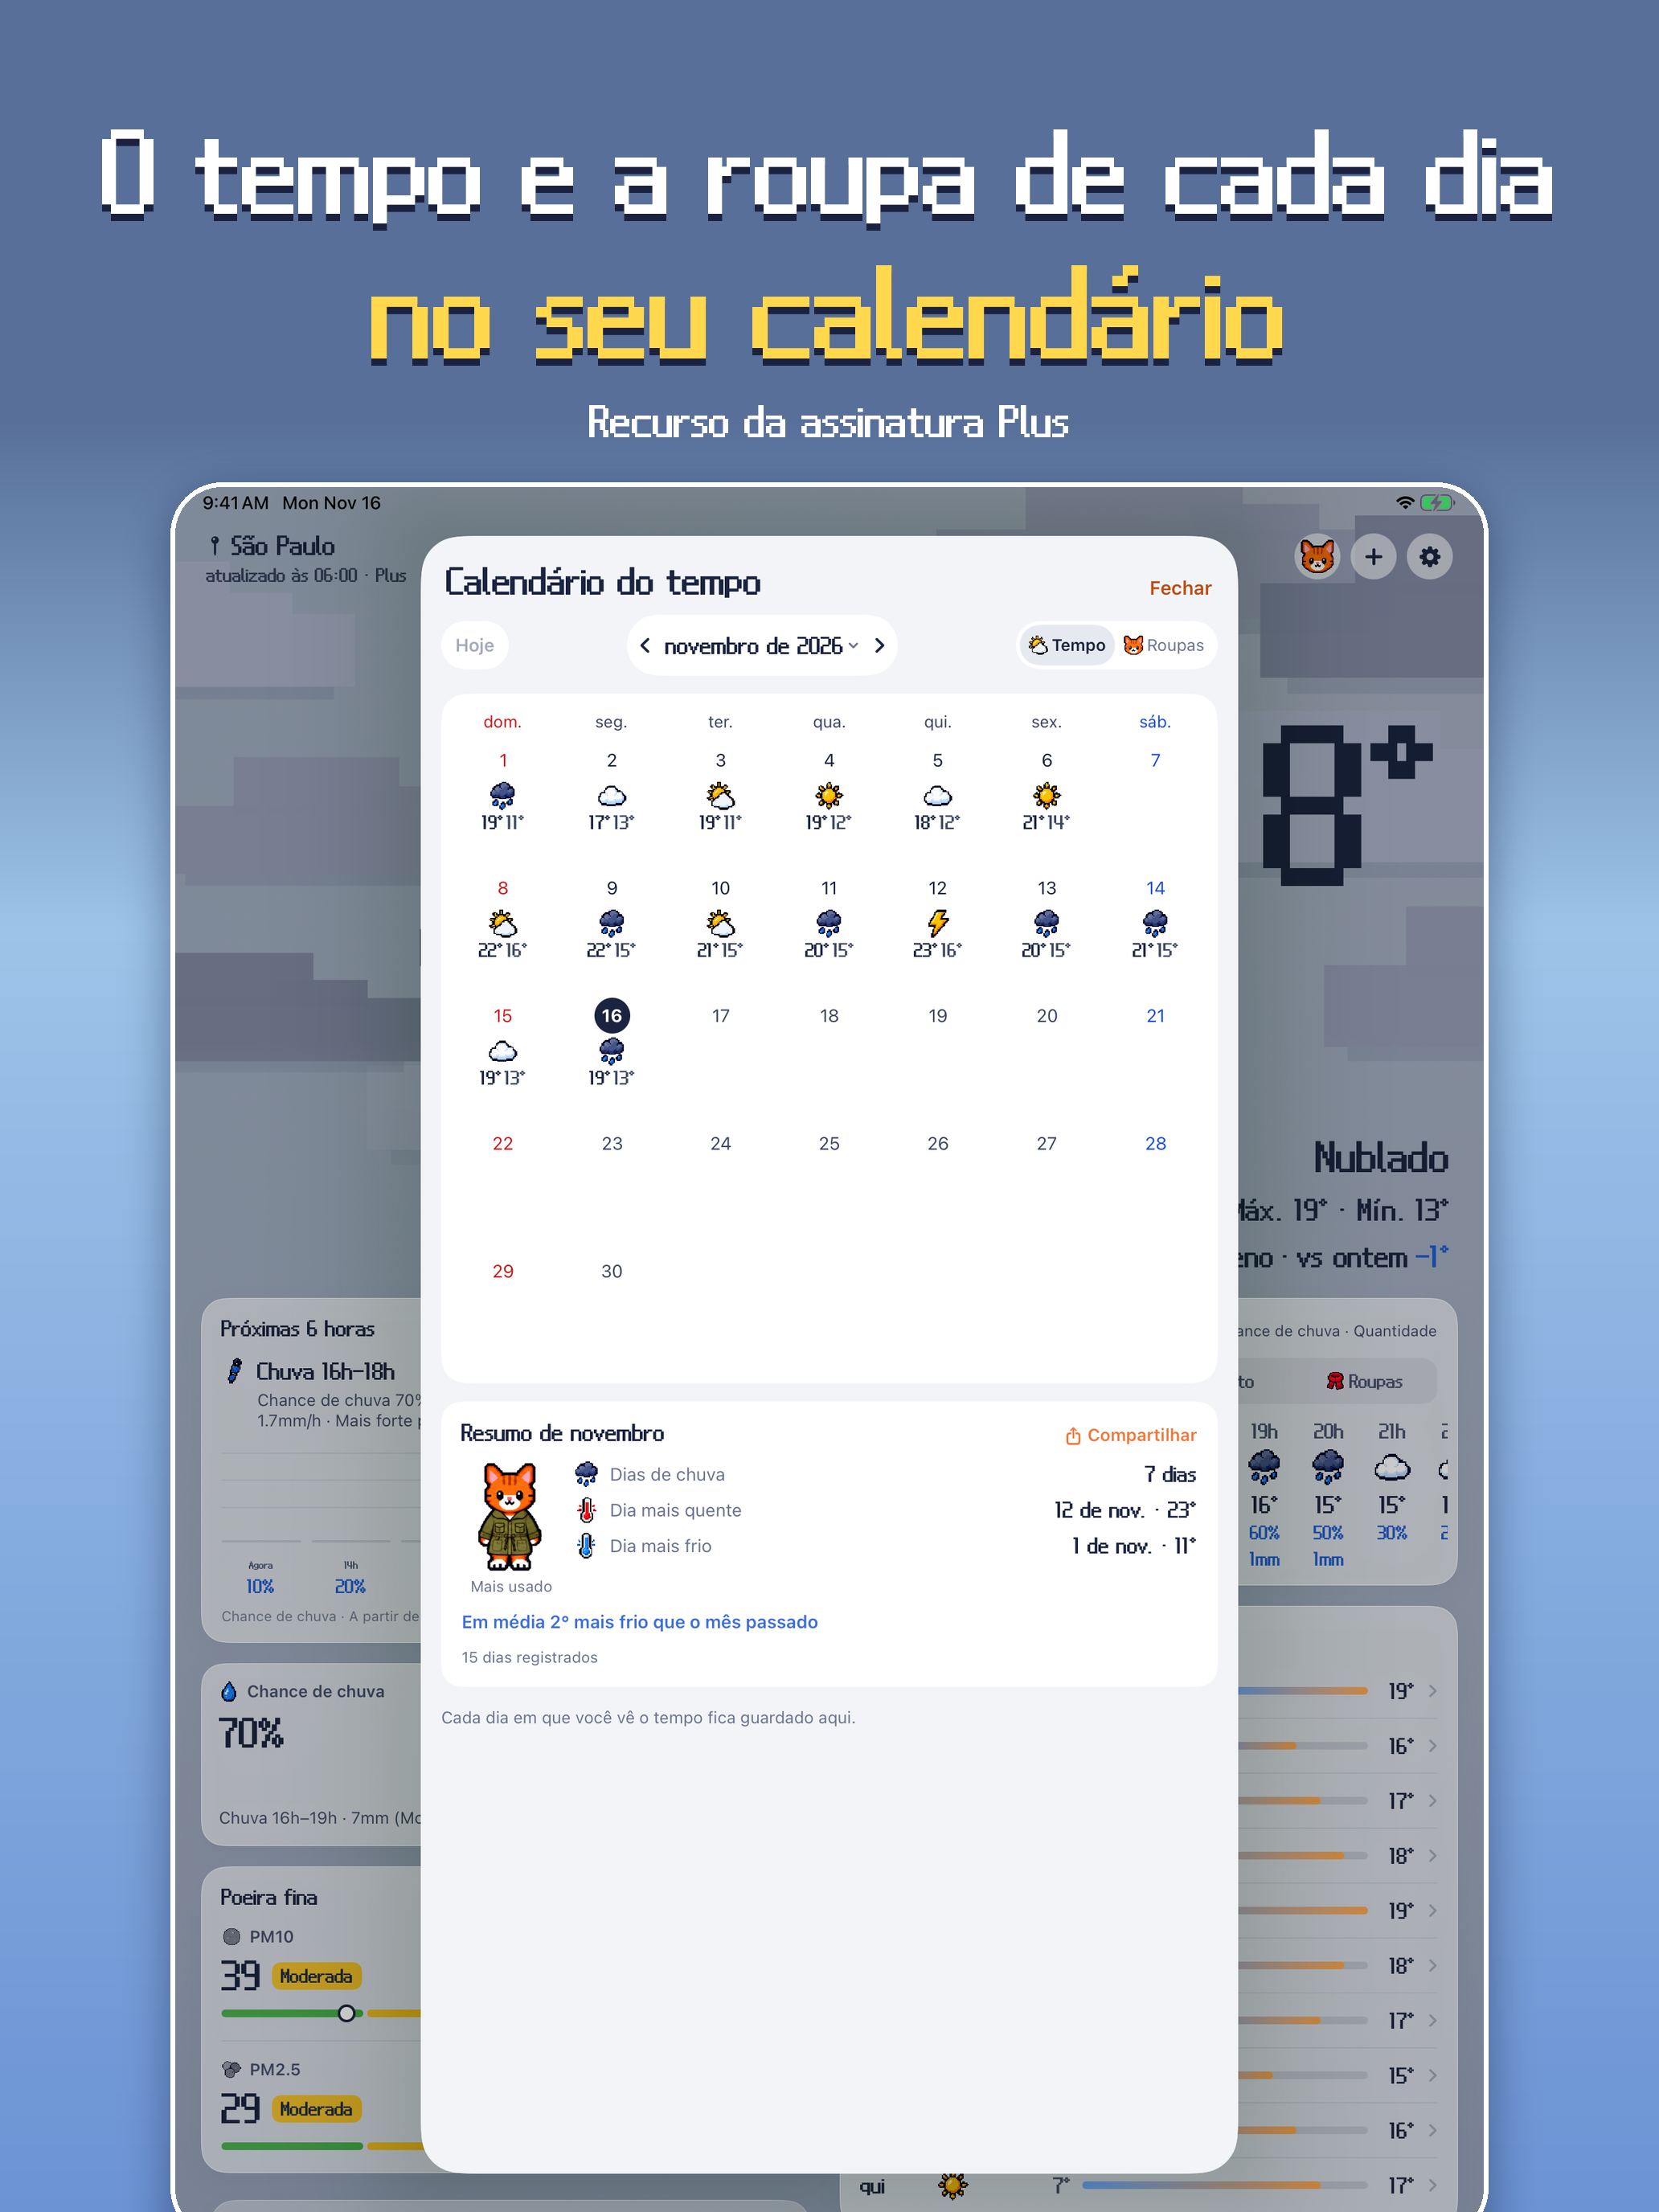 O tempo e a roupa de cada dia
no seu calendário
Recurso da assinatura Plus
9:41 AM Mon Nov 16
São Paulo
atualizado às 06:00 · Plus
Calendário do tempo
Fechar
Hoje
novembro de 2026
Tempo
Roupas
dom. seg. ter. qua. qui. sex. sáb.
1 2 3 4 5 6 7
19° 11° 17° 13° 19° 11° 19° 12° 18° 12° 21° 14°
8 9 10 11 12 13 14
22° 16° 22° 15° 21° 15° 20° 15° 23° 16° 20° 15° 21° 15°
15 16 17 18 19 20 21
19° 13° 19° 13°
22 23 24 25 26 27 28
29 30
8°
Nublado
Máx. 19° · Mín. 13°
· vs ontem −1°
Resumo de novembro
Compartilhar
Dias de chuva 7 dias
Dia mais quente 12 de nov. · 23°
Dia mais frio 1 de nov. · 11°
Mais usado
Em média 2° mais frio que o mês passado
15 dias registrados
Cada dia em que você vê o tempo fica guardado aqui.
Próximas 6 horas
Chuva 16h–18h
Chance de chuva 70%
1.7mm/h · Mais forte
Agora 14h
10% 20%
Chance de chuva · A partir de
Chance de chuva
70%
Chuva 16h–19h · 7mm
Poeira fina
PM10
39 Moderada
PM2.5
29 Moderada
de chuva · Quantidade
Roupas
19h 20h 21h
16° 15° 15°
60% 50% 30%
1mm 1mm
19°
16°
17°
18°
19°
18°
17°
15°
16°
qui 7° 17°